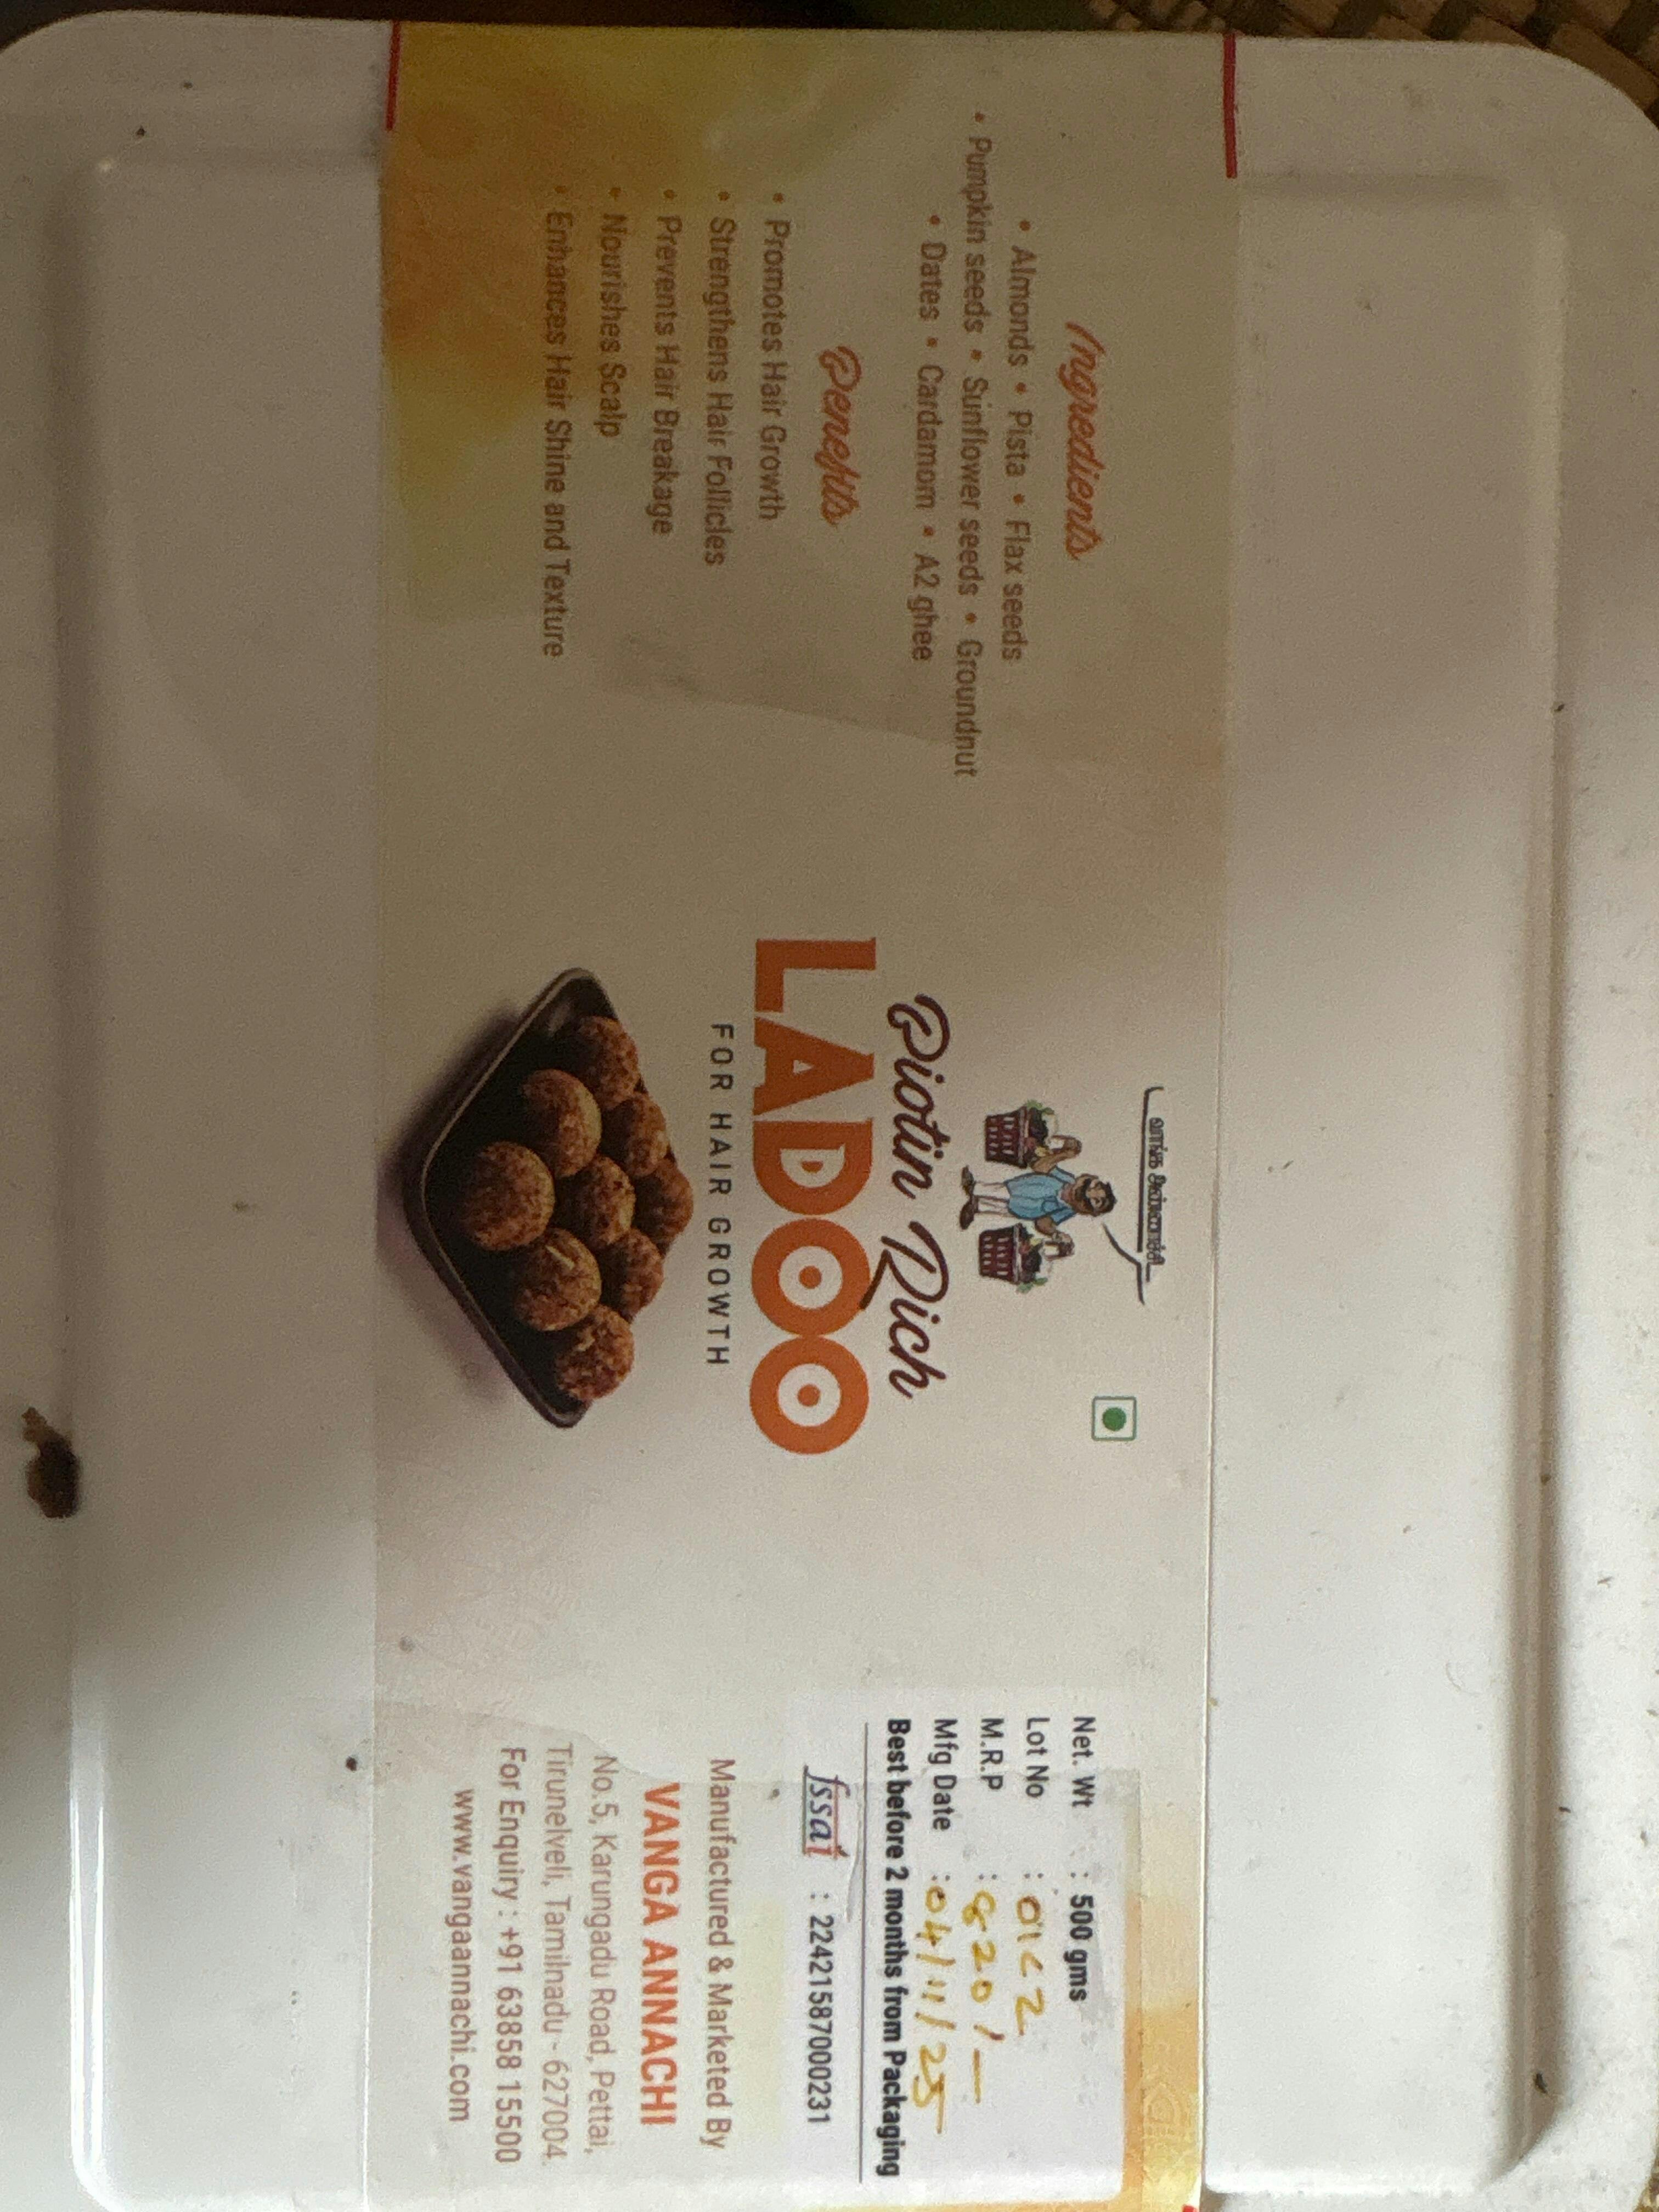 Ingredients
• Almonds • Pista • Flax seeds
• Pumpkin seeds • Sunflower seeds • Groundnut
• Dates • Cardamom • A2 ghee
Benefits
• Promotes Hair Growth
• Strengthens Hair Follicles
• Prevents Hair Breakage
• Nourishes Scalp
• Enhances Hair Shine and Texture
வாங்க அண்ணாச்சி
Biotin Rich
LADOO
FOR HAIR GROWTH
Net. Wt : 500 gms
Lot No :
M.R.P : 820/-
Mfg Date : 04/11/25
Best before 2 months from Packaging
fssai : 22421587000231
Manufactured & Marketed By
VANGA ANNACHI
No.5, Karungadu Road, Pettai,
Tirunelveli, Tamilnadu - 627004.
For Enquiry : +91 63858 15500
www.vangaannachi.com